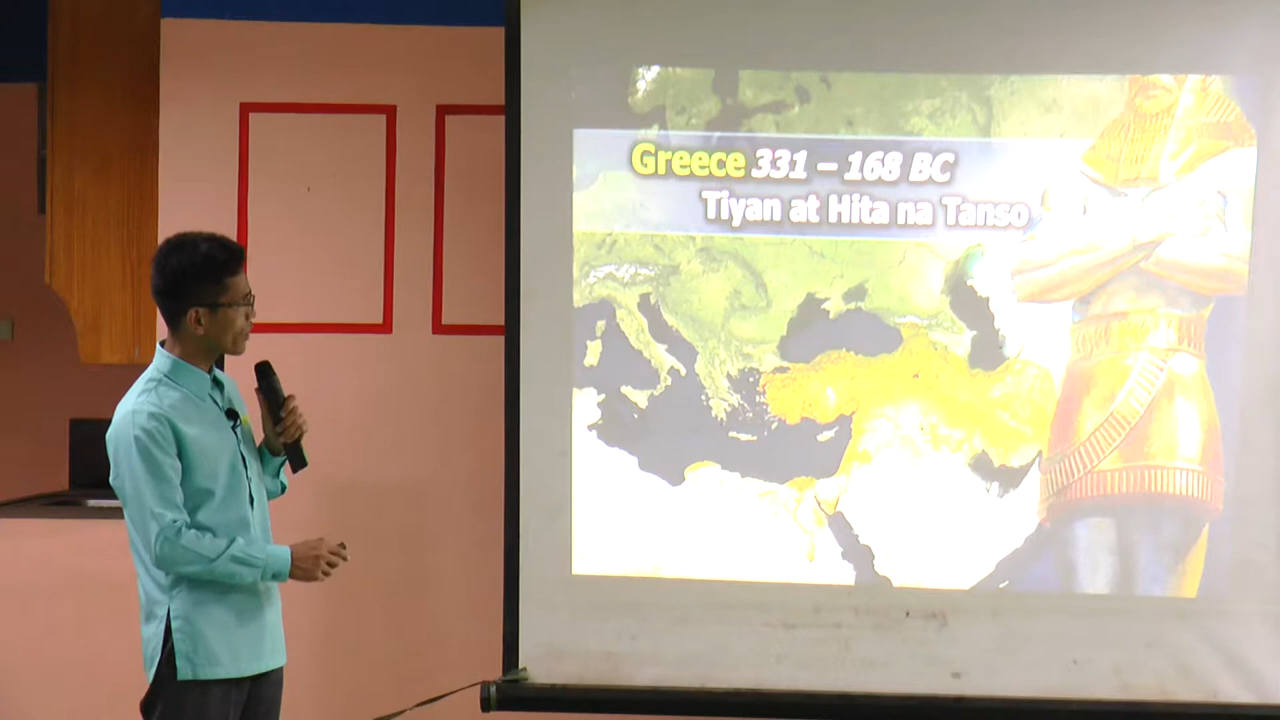 Greece 331 – 168 BC
Tiyan at Hita na Tanso